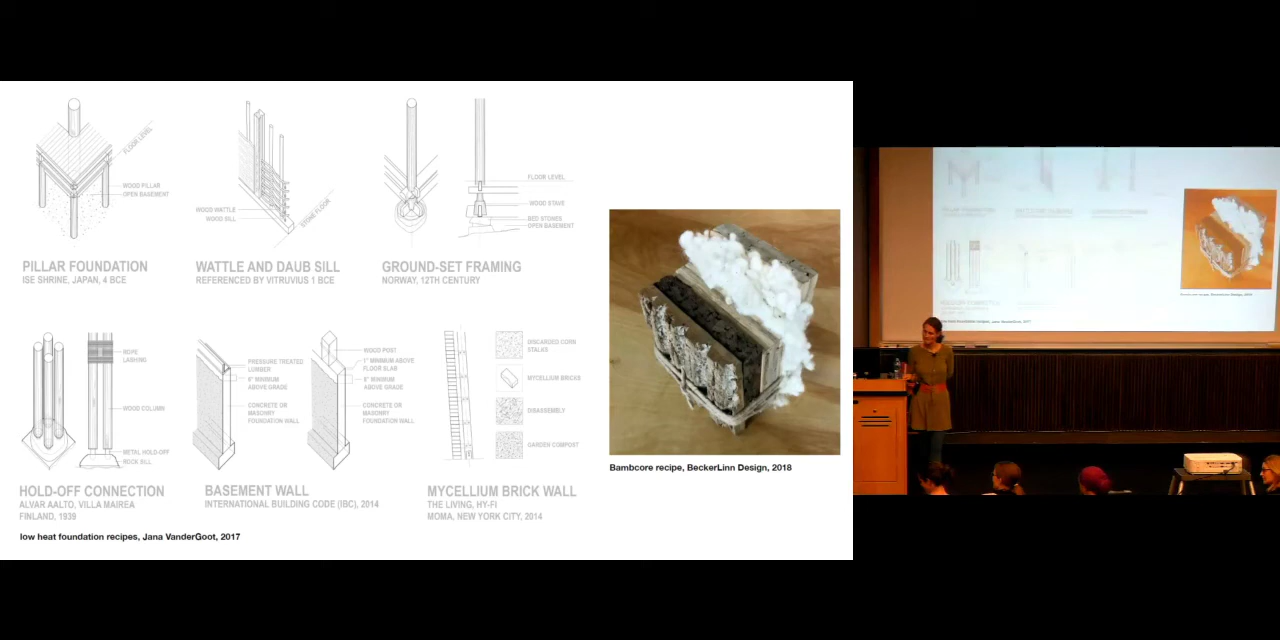 FLOOR LEVEL
WOOD PILLAR
OPEN BASEMENT
PILLAR FOUNDATION
ISE SHRINE, JAPAN, 4 BCE
WOOD WATTLE
WOOD SILL
STONE FLOOR
WATTLE AND DAUB SILL
REFERENCED BY VITRUVIUS 1 BCE
FLOOR LEVEL
WOOD STAVE
BED STONES
OPEN BASEMENT
GROUND-SET FRAMING
NORWAY, 12TH CENTURY
ROPE
LASHING
WOOD COLUMN
METAL HOLD-OFF
ROCK SILL
HOLD-OFF CONNECTION
ALVAR AALTO, VILLA MAIREA
FINLAND, 1939
PRESSURE TREATED
LUMBER
6" MINIMUM
ABOVE GRADE
CONCRETE OR
MASONRY
FOUNDATION WALL
WOOD POST
1" MINIMUM ABOVE
FLOOR SLAB
6" MINIMUM
ABOVE GRADE
CONCRETE OR
MASONRY
FOUNDATION WALL
BASEMENT WALL
INTERNATIONAL BUILDING CODE (IBC), 2014
DISCARDED CORN
STALKS
MYCELLIUM BRICKS
DISASSEMBLY
GARDEN COMPOST
MYCELLIUM BRICK WALL
THE LIVING, HY-FI
MOMA, NEW YORK CITY, 2014
low heat foundation recipes, Jana VanderGoot, 2017
Bambcore recipe, BeckerLinn Design, 2018